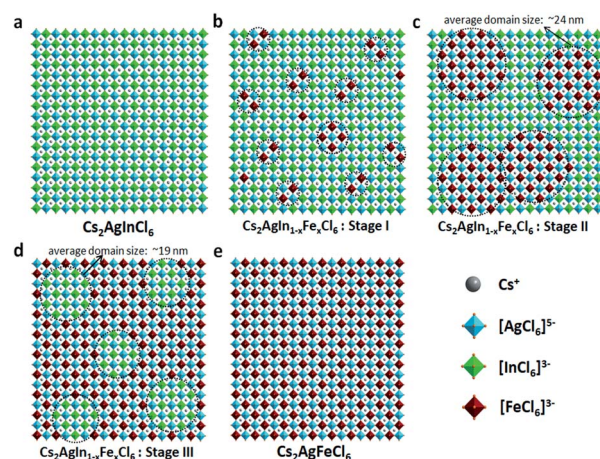 a
b
c
average domain size: ~24 nm
Cs₂AgInCl₆
Cs₂AgIn₁₋ₓFeₓCl₆ : Stage I
Cs₂AgIn₁₋ₓFeₓCl₆ : Stage II
d
average domain size: ~19 nm
e
Cs⁺
[AgCl₆]⁵⁻
[InCl₆]³⁻
[FeCl₆]³⁻
Cs₂AgIn₁₋ₓFeₓCl₆ : Stage III
Cs₂AgFeCl₆